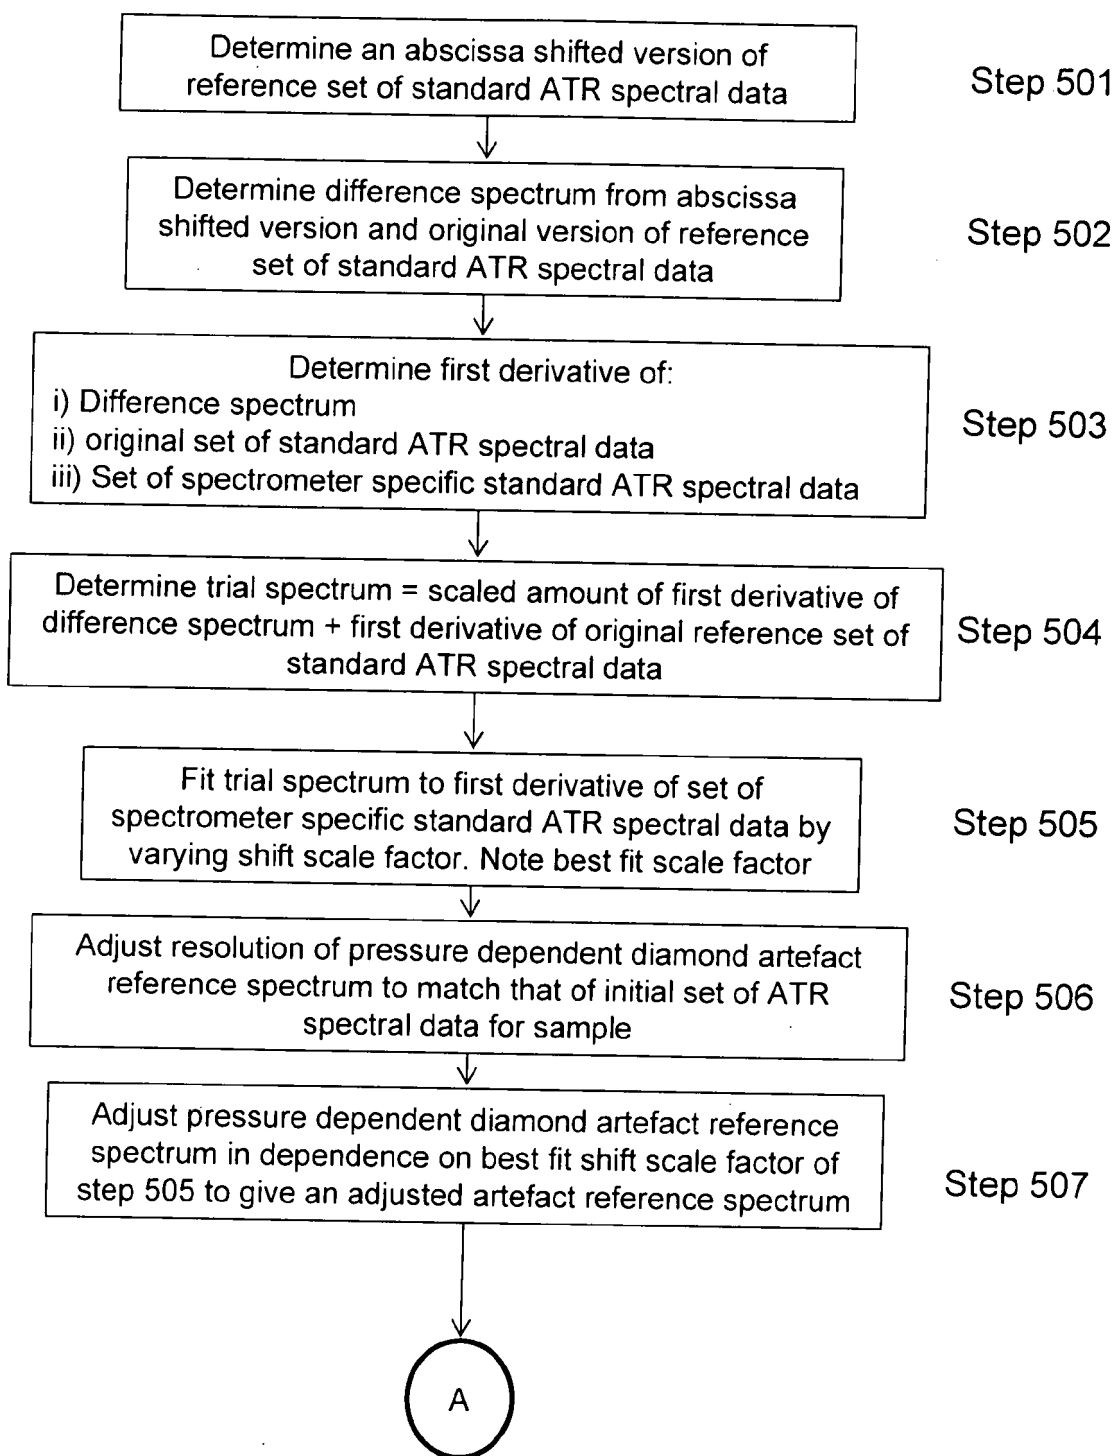 Determine an abscissa shifted version of
reference set of standard ATR spectral data
Step 501
Determine difference spectrum from abscissa
shifted version and original version of reference
set of standard ATR spectral data
Step 502
Determine first derivative of:
i) Difference spectrum
ii) original set of standard ATR spectral data
iii) Set of spectrometer specific standard ATR spectral data
Step 503
Determine trial spectrum = scaled amount of first derivative of
difference spectrum + first derivative of original reference set of
standard ATR spectral data
Step 504
Fit trial spectrum to first derivative of set of
spectrometer specific standard ATR spectral data by
varying shift scale factor. Note best fit scale factor
Step 505
Adjust resolution of pressure dependent diamond artefact
reference spectrum to match that of initial set of ATR
spectral data for sample
Step 506
Adjust pressure dependent diamond artefact reference
spectrum in dependence on best fit shift scale factor of
step 505 to give an adjusted artefact reference spectrum
Step 507
A